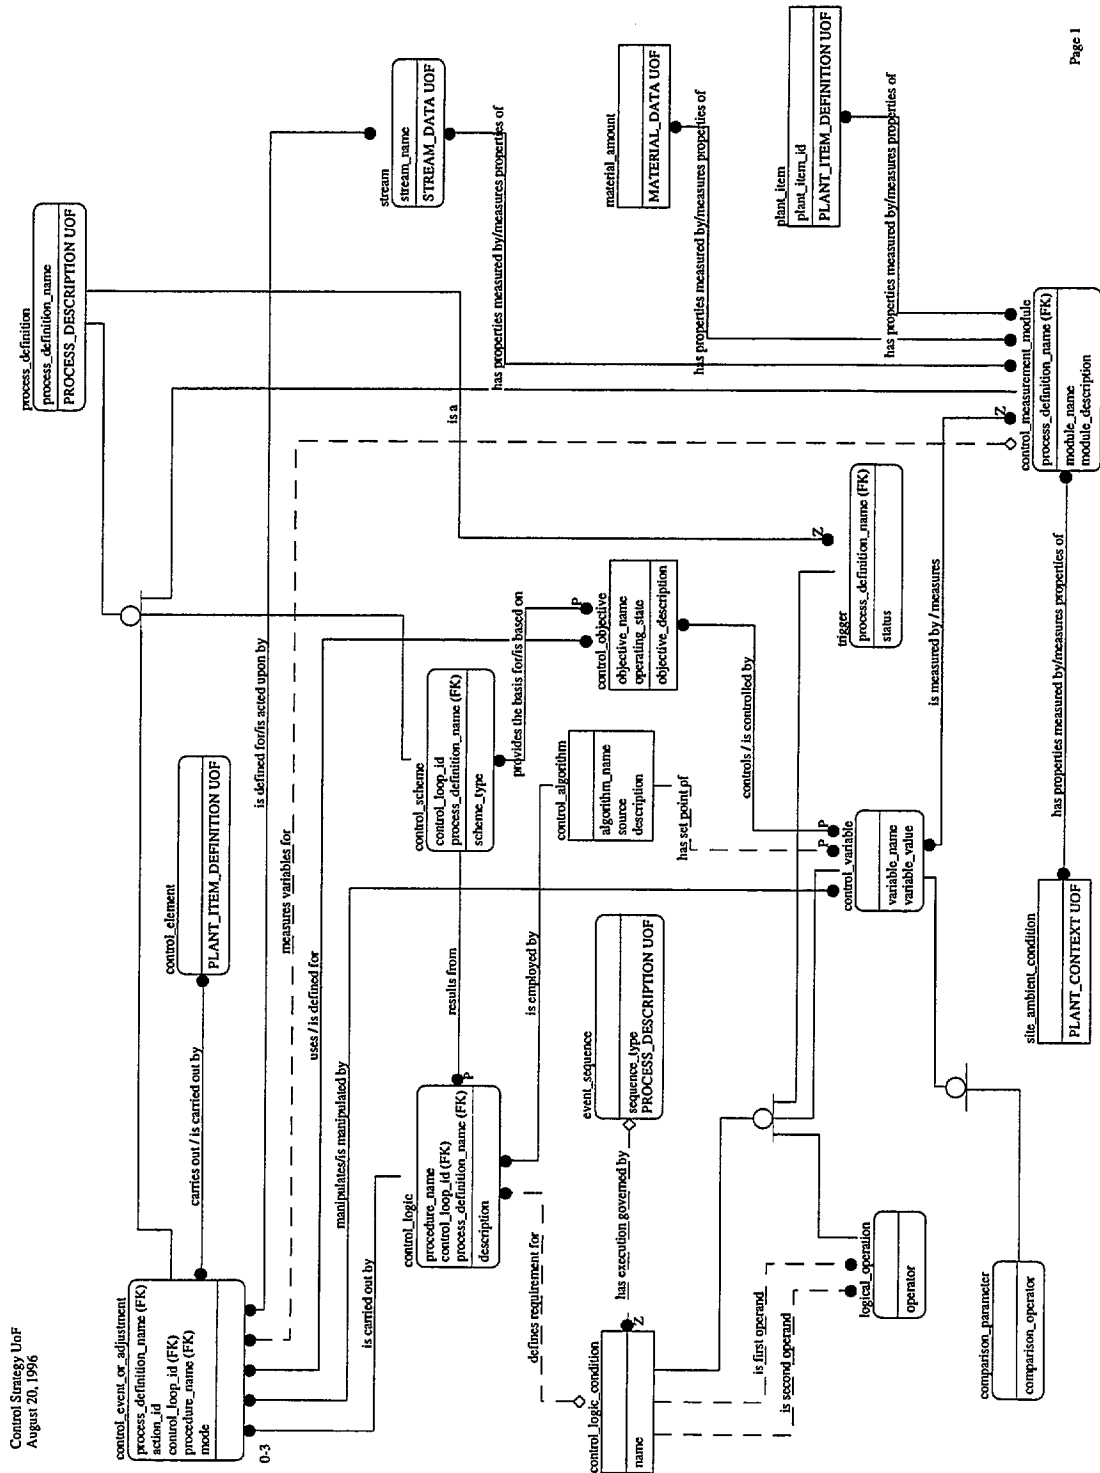 Control Strategy UoF
August 20, 1996
control_event_or_adjustment
process_definition_name (FK)
action_id
control_loop_id (FK)
procedure_name (FK)
mode
0-3
carries out / is carried out by
control_element
PLANT_ITEM_DEFINITION UOF
process_definition
process_definition_name
PROCESS_DESCRIPTION UOF
is defined for/is acted upon by
measures variables for
uses / is defined for
manipulates/is manipulated by
is carried out by
stream
stream_name
STREAM_DATA UOF
has properties measured by/measures properties of
material_amount
MATERIAL_DATA UOF
has properties measured by/measures properties of
plant_item
plant_item_id
PLANT_ITEM_DEFINITION UOF
has properties measured by/measures properties of
is a
control_logic
procedure_name
control_loop_id (FK)
process_definition_name (FK)
description
P
results from
control_scheme
control_loop_id
process_definition_name (FK)
scheme_type
provides the basis for/is based on
is employed by
control_algorithm
algorithm_name
source
description
has set point of
control_objective
objective_name
operating_state
objective_description
P
controls / is controlled by
defines requirement for
control_logic_condition
name
Z
has execution governed by
event_sequence
sequence_type
PROCESS_DESCRIPTION UOF
is first operand
is second operand
logical_operation
operator
control_variable
variable_name
variable_value
P
P
trigger
process_definition_name (FK)
status
Z
is measured by / measures
comparison_parameter
comparison_operator
site_ambient_condition
PLANT_CONTEXT UOF
has properties measured by/measures properties of
control_measurement_module
process_definition_name (FK)
module_name
module_description
Z
Page 1